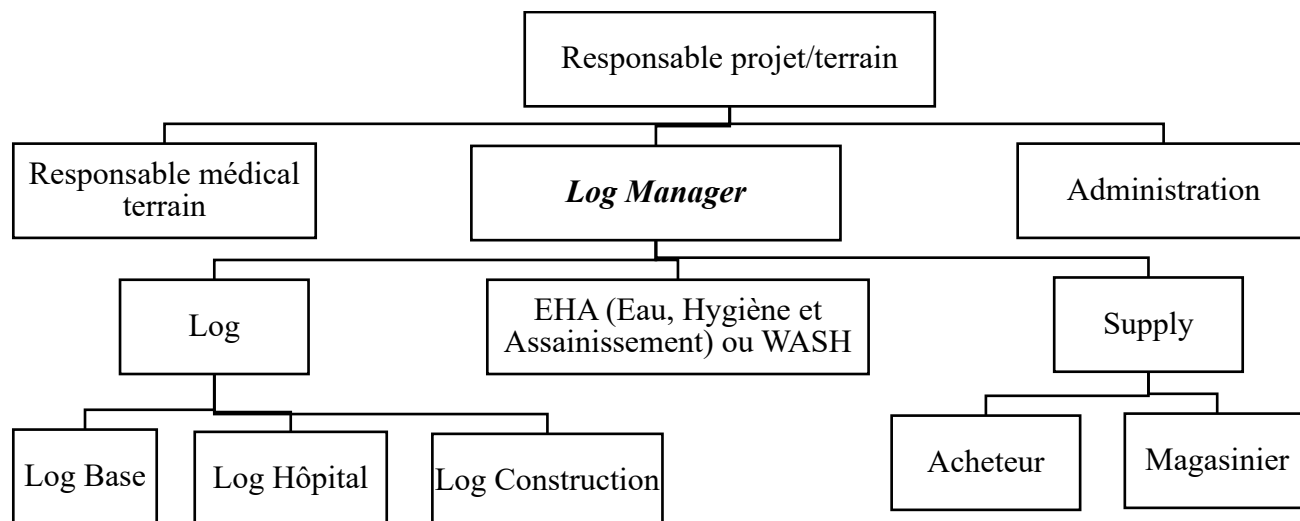 Responsable projet/terrain
Responsable médical
terrain
Log Manager
Administration
Log
EHA (Eau, Hygiène et
Assainissement) ou WASH
Supply
Log Base
Log Hôpital
Log Construction
Acheteur
Magasinier